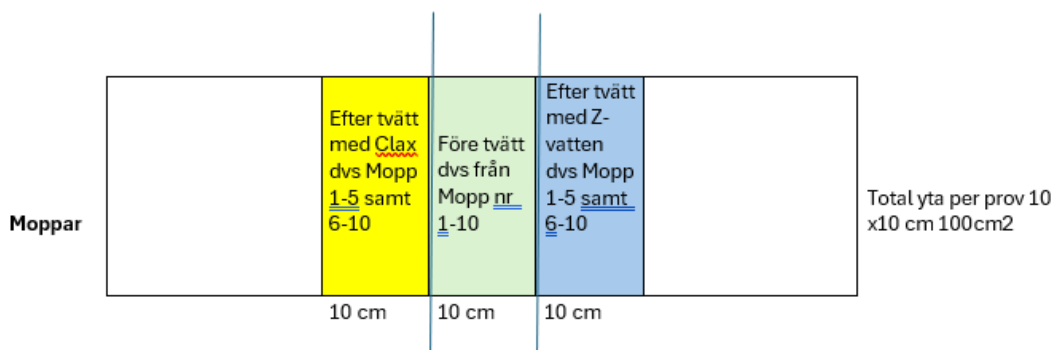 Moppar
Efter tvätt
med Clax
dvs Mopp
1-5 samt
6-10
Före tvätt
dvs från
Mopp nr
1-10
Efter tvätt
med Z-
vatten
dvs Mopp
1-5 samt
6-10
Total yta per prov 10
x10 cm 100cm2
10 cm
10 cm
10 cm